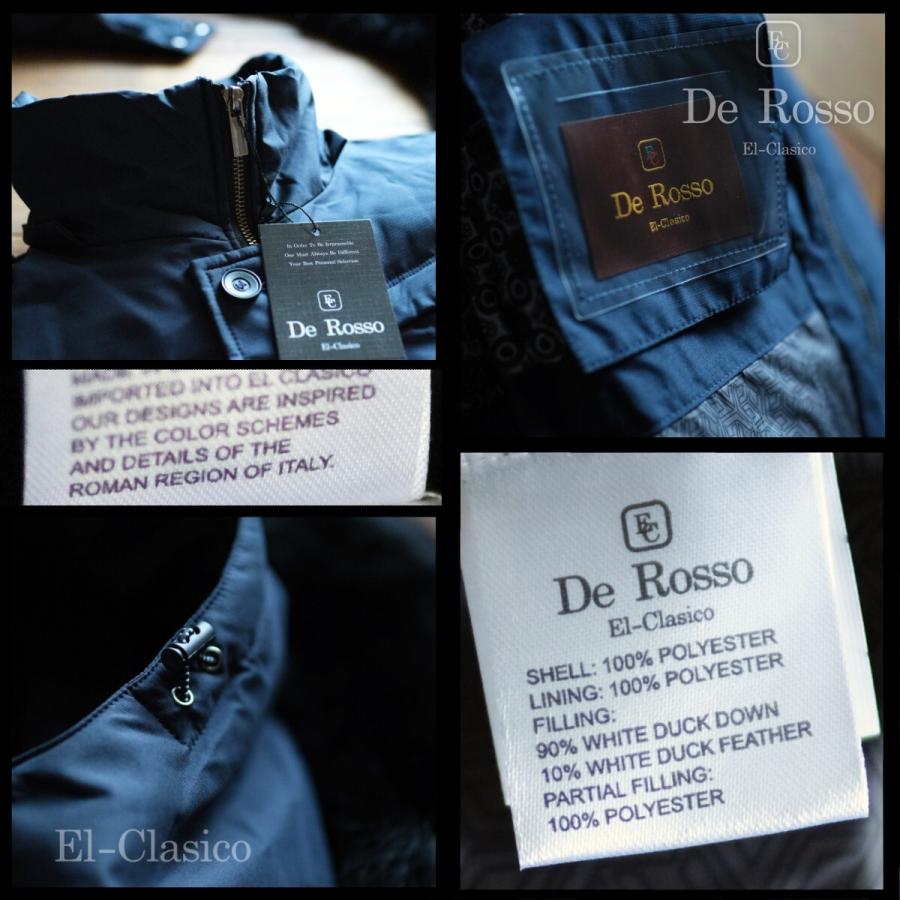 In Order To Be Irreplaceable
One Must Always Be Different
Your Best Personal Selection
EC
De Rosso
El-Clasico
EC
De Rosso
El-Clasico
EC
De Rosso
El-Clasico
IMPORTED INTO EL CLASICO
OUR DESIGNS ARE INSPIRED
BY THE COLOR SCHEMES
AND DETAILS OF THE
ROMAN REGION OF ITALY.
El-Clasico
EC
De Rosso
El-Clasico
SHELL: 100% POLYESTER
LINING: 100% POLYESTER
FILLING:
90% WHITE DUCK DOWN
10% WHITE DUCK FEATHER
PARTIAL FILLING:
100% POLYESTER